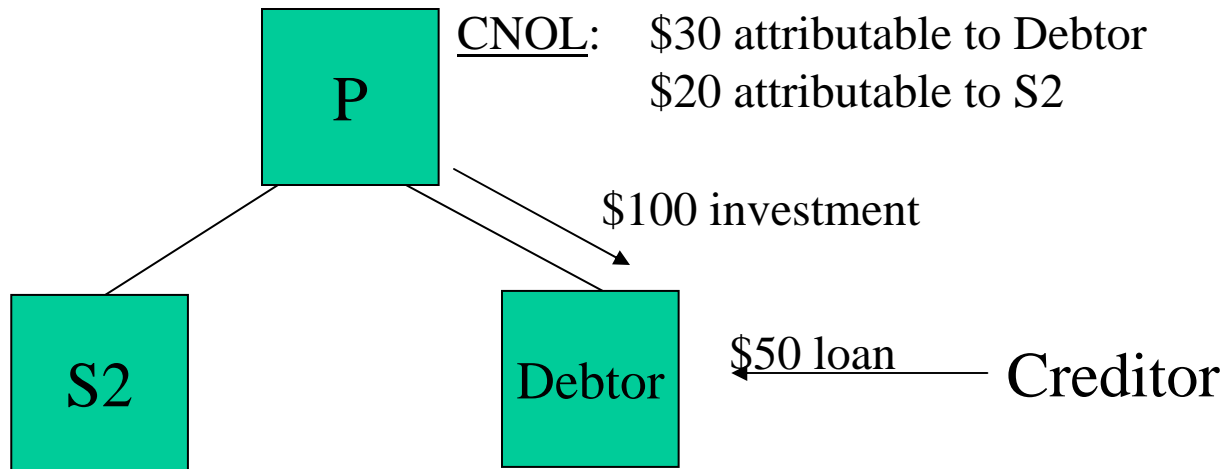 CNOL: $30 attributable to Debtor
$20 attributable to S2
P
$100 investment
S2
Debtor
$50 loan
Creditor